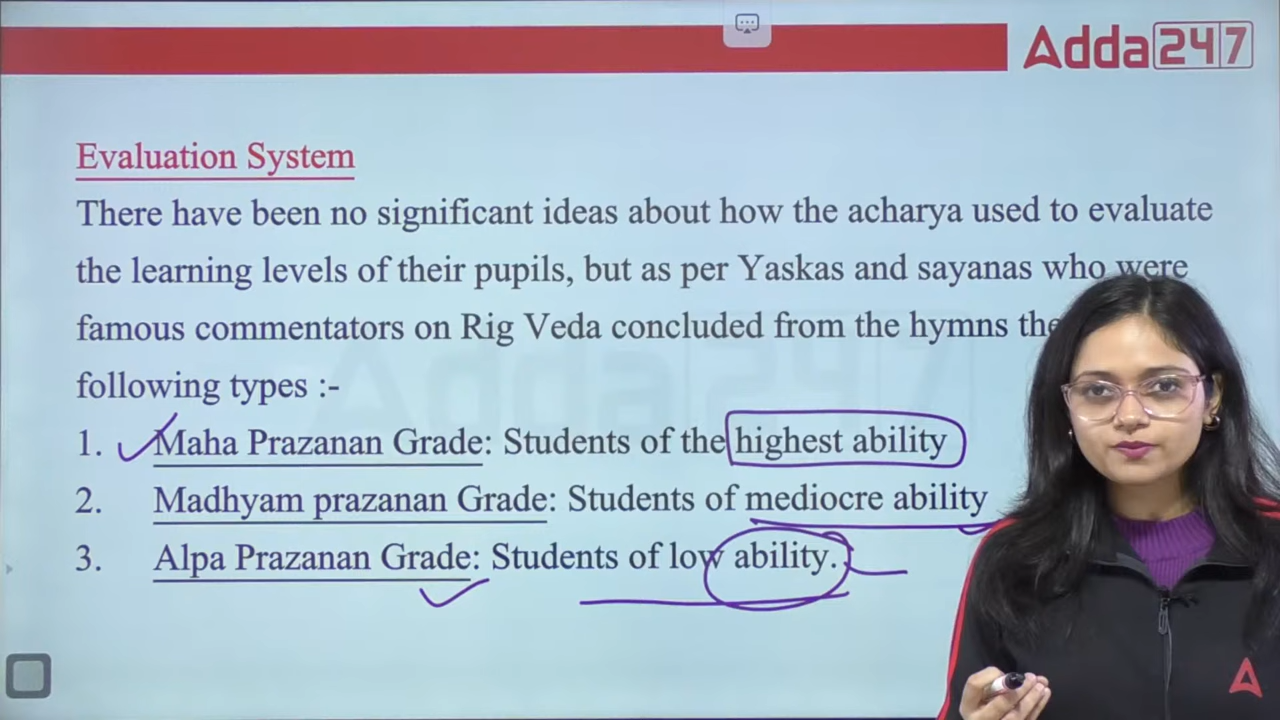 Adda247
Evaluation System
There have been no significant ideas about how the acharya used to evaluate
the learning levels of their pupils, but as per Yaskas and sayanas who were
famous commentators on Rig Veda concluded from the hymns the
following types :-
1. Maha Prazanan Grade: Students of the highest ability
2. Madhyam prazanan Grade: Students of mediocre ability
3. Alpa Prazanan Grade: Students of low ability.